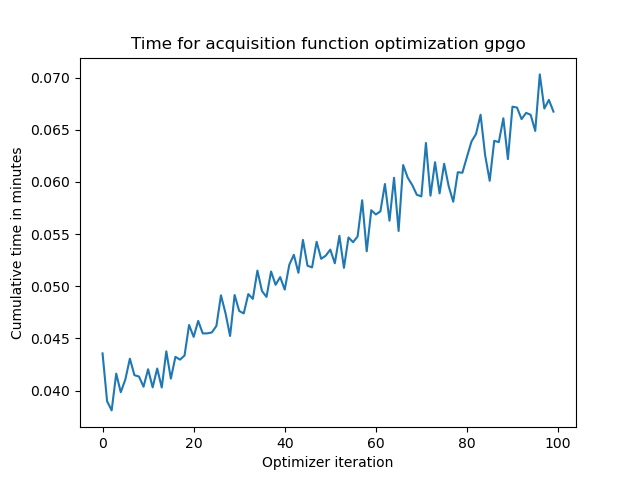 Time for acquisition function optimization gpgo
0.070
0.065
0.060
0.055
0.050
0.045
0.040
Cumulative time in minutes
0 20 40 60 80 100
Optimizer iteration